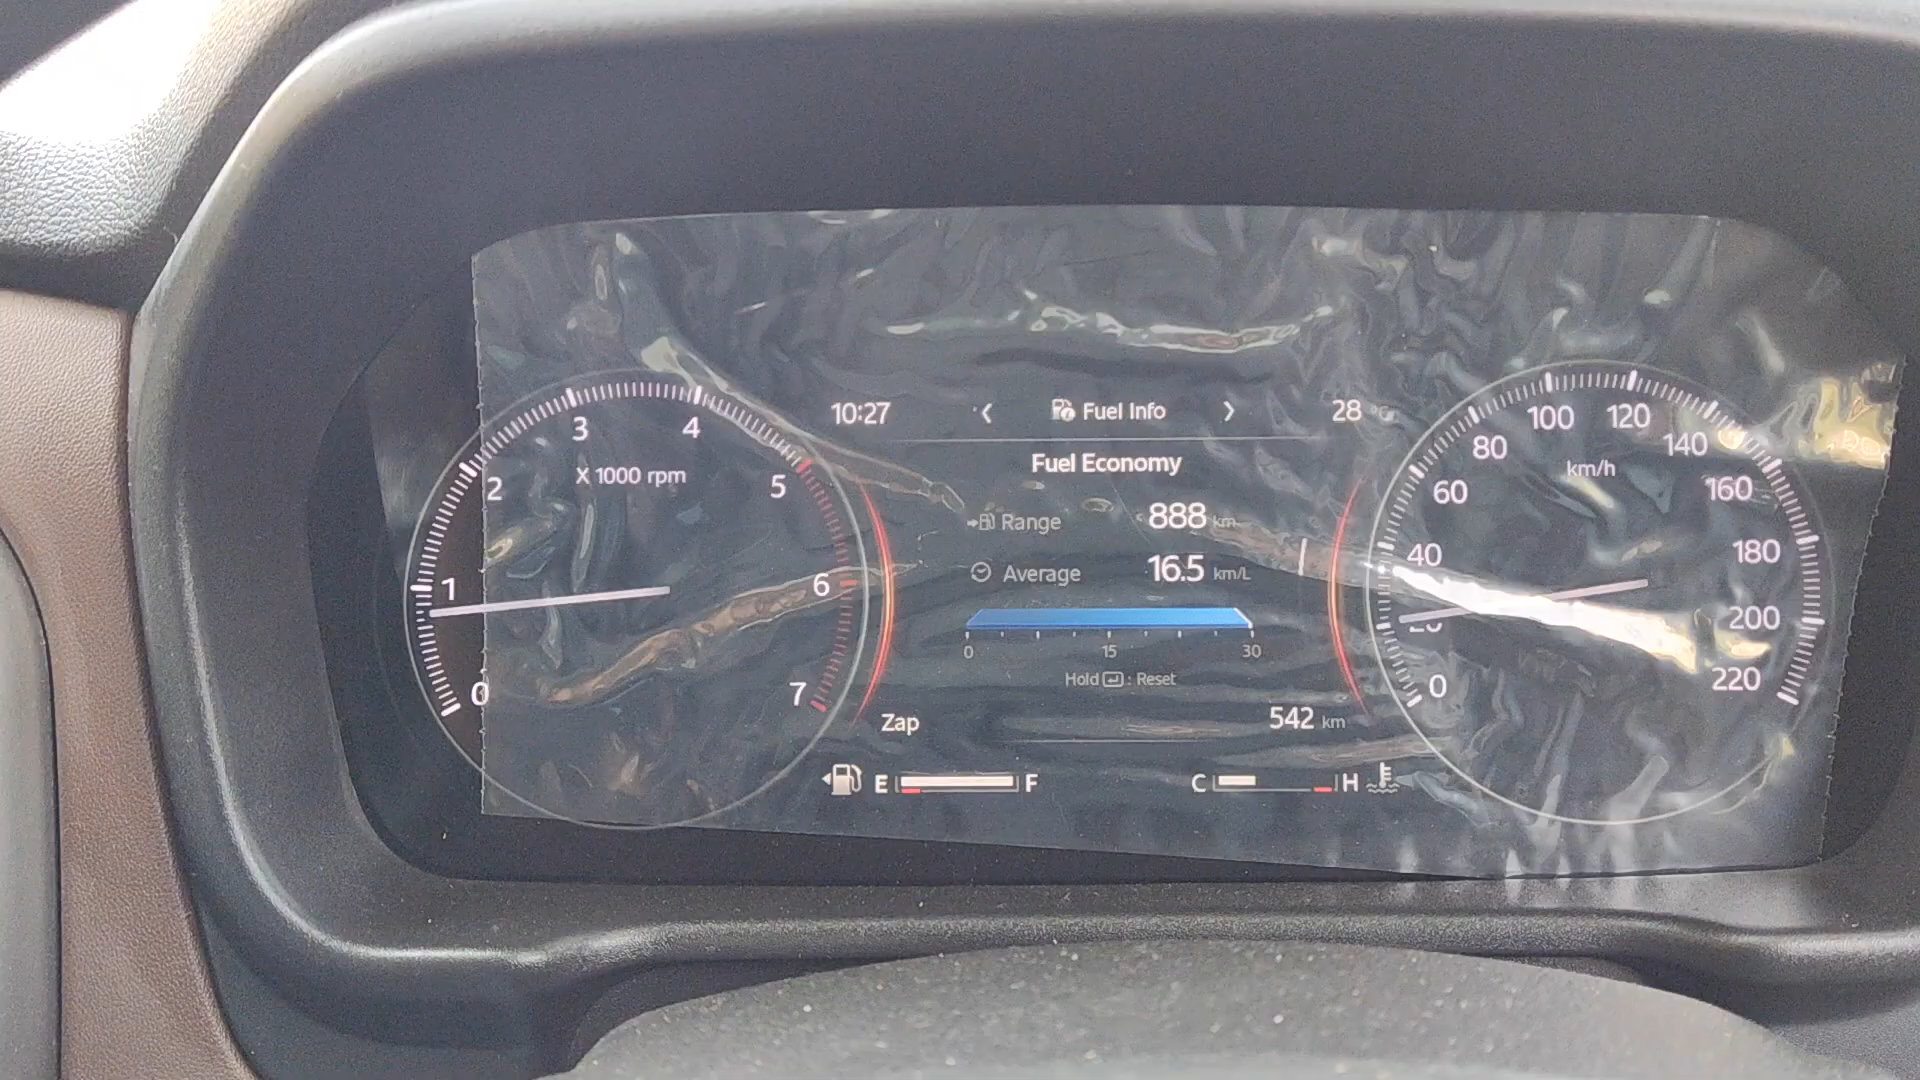 10:27 Fuel Info 28 °C
Fuel Economy
Range 888 km
Average 16.5 km/L
0 15 30
Hold : Reset
Zap 542 km
E F C H
0 1 2 3 4 5 6 7
X 1000 rpm
0 20 40 60 80 100 120 140 160 180 200 220
km/h